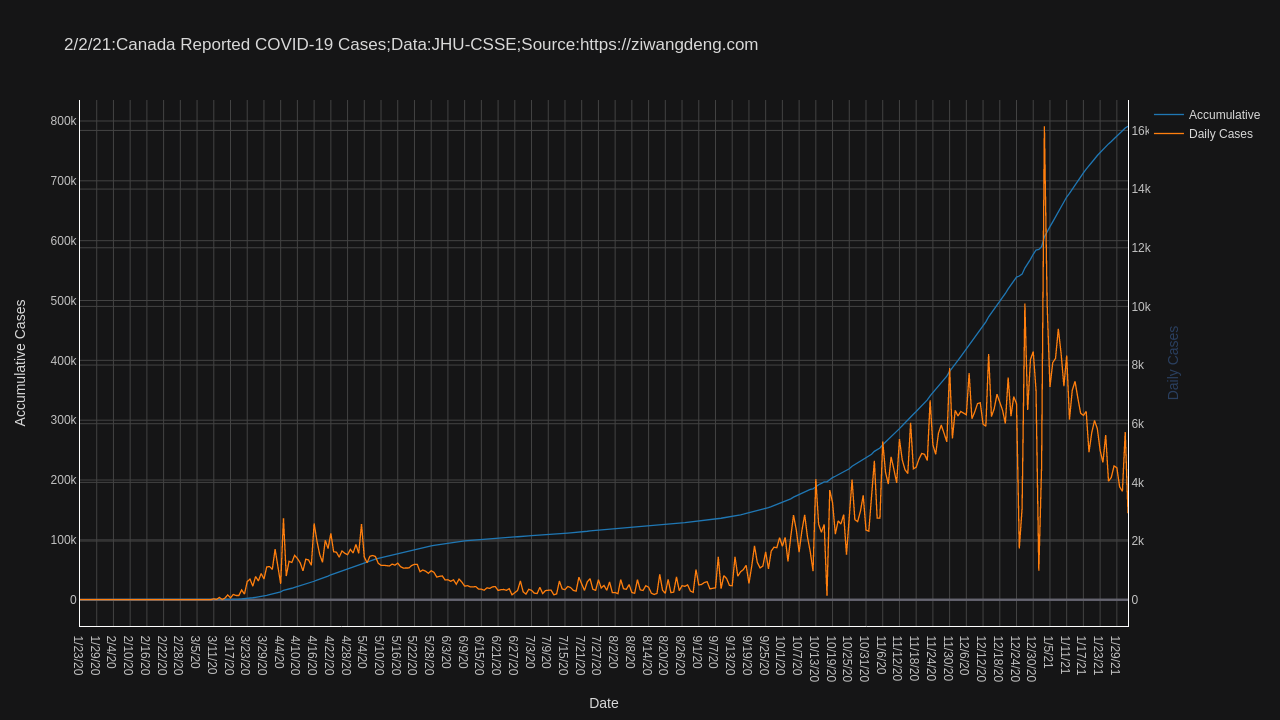 2/2/21:Canada Reported COVID-19 Cases;Data:JHU-CSSE;Source:https://ziwangdeng.com
Accumulative
Daily Cases
800k
700k
600k
500k
400k
300k
200k
100k
0
16k
14k
12k
10k
8k
6k
4k
2k
0
Accumulative Cases
Daily Cases
1/23/20
1/29/20
2/4/20
2/10/20
2/16/20
2/22/20
2/28/20
3/5/20
3/11/20
3/17/20
3/23/20
3/29/20
4/4/20
4/10/20
4/16/20
4/22/20
4/28/20
5/4/20
5/10/20
5/16/20
5/22/20
5/28/20
6/3/20
6/9/20
6/15/20
6/21/20
6/27/20
7/3/20
7/9/20
7/15/20
7/21/20
7/27/20
8/2/20
8/8/20
8/14/20
8/20/20
8/26/20
9/1/20
9/7/20
9/13/20
9/19/20
9/25/20
10/1/20
10/7/20
10/13/20
10/19/20
10/25/20
10/31/20
11/6/20
11/12/20
11/18/20
11/24/20
11/30/20
12/6/20
12/12/20
12/18/20
12/24/20
12/30/20
1/5/21
1/11/21
1/17/21
1/23/21
1/29/21
Date